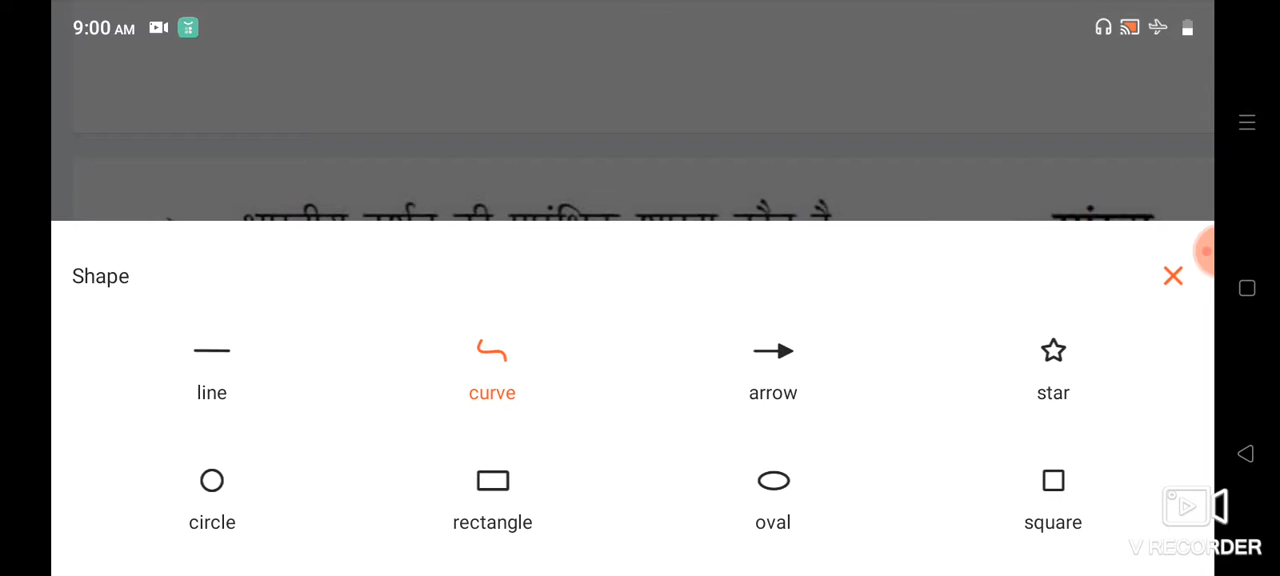 9:00 AM
Shape
line
curve
arrow
star
circle
rectangle
oval
square
V RECORDER